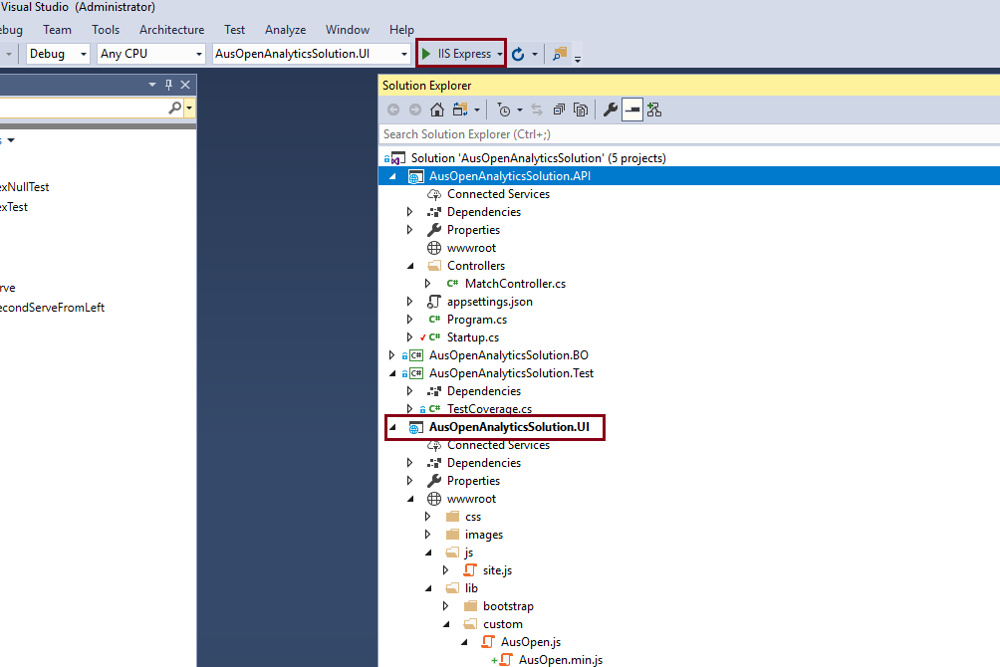 Visual Studio (Administrator)
ebug Team Tools Architecture Test Analyze Window Help
Debug Any CPU AusOpenAnalyticsSolution.UI IIS Express
Solution Explorer
Search Solution Explorer (Ctrl+;)
Solution 'AusOpenAnalyticsSolution' (5 projects)
AusOpenAnalyticsSolution.API
Connected Services
exNullTest
Dependencies
exTest
Properties
wwwroot
Controllers
MatchController.cs
rve
appsettings.json
econdServeFromLeft
Program.cs
Startup.cs
C# AusOpenAnalyticsSolution.BO
C# AusOpenAnalyticsSolution.Test
Dependencies
C# TestCoverage.cs
AusOpenAnalyticsSolution.UI
Connected Services
Dependencies
Properties
wwwroot
css
images
js
site.js
lib
bootstrap
custom
AusOpen.js
AusOpen.min.js